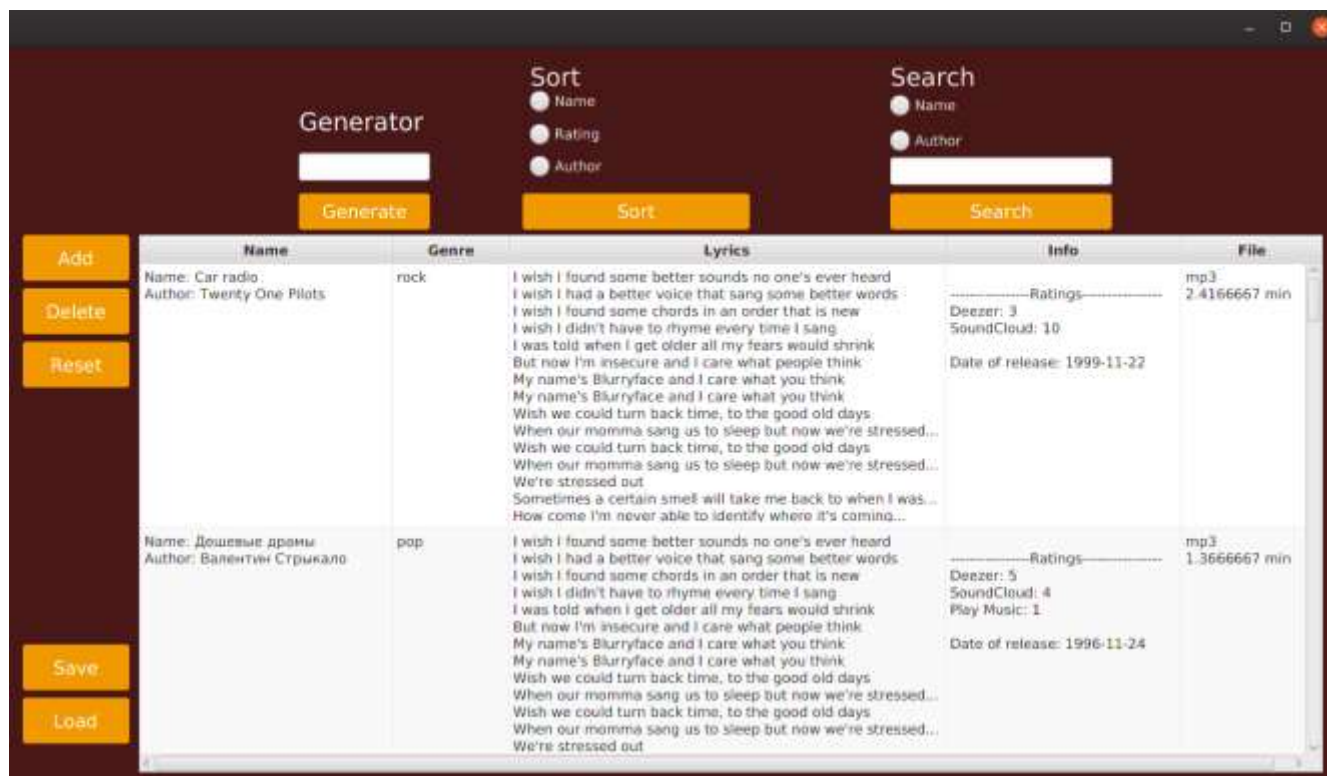 Sort
Name
Rating
Author
Sort
Search
Name
Author
Search
Generator
Generate
Add
Delete
Reset
Save
Load
Name Genre Lyrics Info File
Name: Car radio
Author: Twenty One Pilots
rock
I wish I found some better sounds no one's ever heard
I wish I had a better voice that sang some better words
I wish I found some chords in an order that is new
I wish I didn't have to rhyme every time I sang
I was told when I get older all my fears would shrink
But now I'm insecure and I care what people think
My name's Blurryface and I care what you think
My name's Blurryface and I care what you think
Wish we could turn back time, to the good old days
When our momma sang us to sleep but now we're stressed...
Wish we could turn back time, to the good old days
When our momma sang us to sleep but now we're stressed...
We're stressed out
Sometimes a certain smell will take me back to when I was...
How come I'm never able to identify where it's coming...
-----------------Ratings-----------------
Deezer: 3
SoundCloud: 10
Date of release: 1999-11-22
mp3
2.4166667 min
Name: Дошевые драмы
Author: Валентин Стрыкало
pop
I wish I found some better sounds no one's ever heard
I wish I had a better voice that sang some better words
I wish I found some chords in an order that is new
I wish I didn't have to rhyme every time I sang
I was told when I get older all my fears would shrink
But now I'm insecure and I care what people think
My name's Blurryface and I care what you think
My name's Blurryface and I care what you think
Wish we could turn back time, to the good old days
When our momma sang us to sleep but now we're stressed...
Wish we could turn back time, to the good old days
When our momma sang us to sleep but now we're stressed...
We're stressed out
-----------------Ratings-----------------
Deezer: 5
SoundCloud: 4
Play Music: 1
Date of release: 1996-11-24
mp3
1.3666667 min